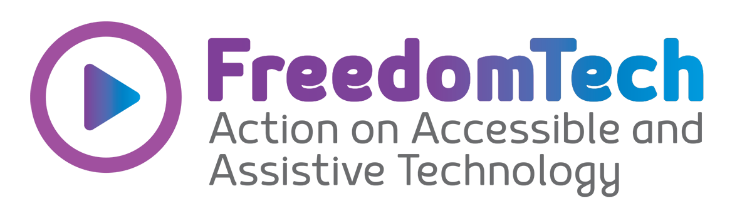 FreedomTech
Action on Accessible and
Assistive Technology